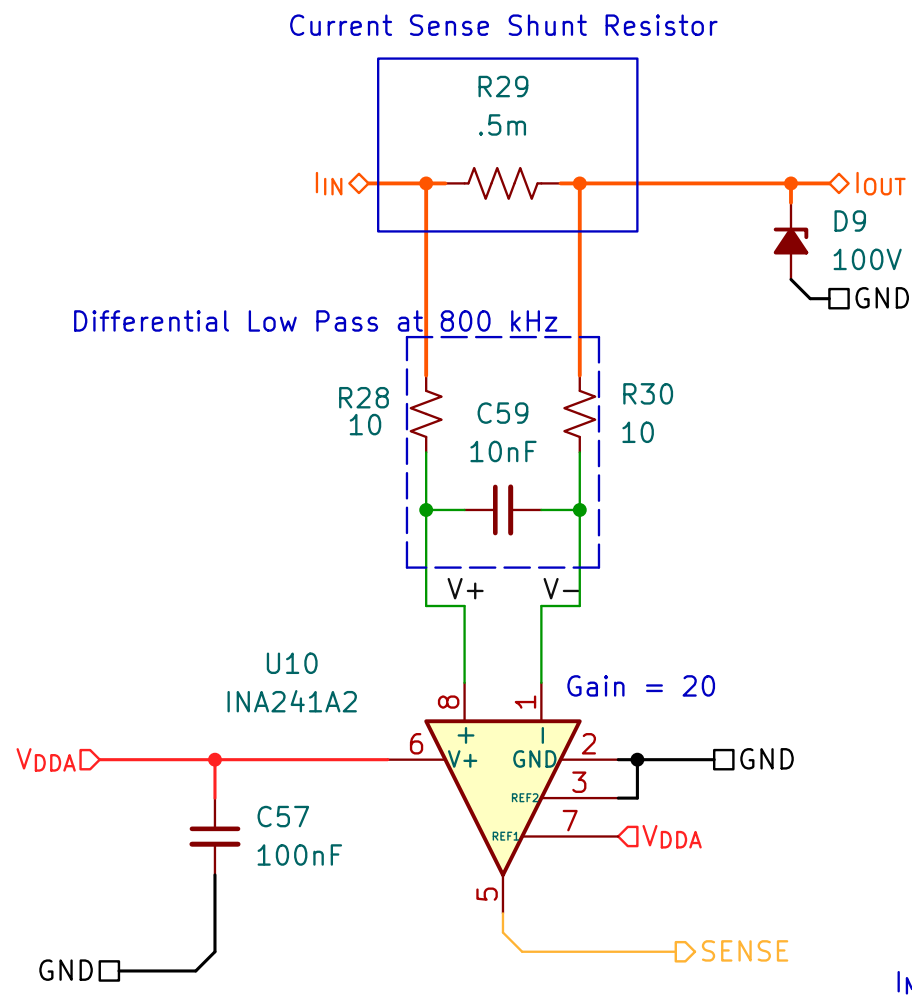 Current Sense Shunt Resistor
R29
.5m
IIN
IOUT
D9
100V
GND
Differential Low Pass at 800 kHz
R28
10
C59
10nF
R30
10
V+
V-
U10
INA241A2
Gain = 20
8
1
VDDA
6
+
-
V+
GND
2
GND
REF2
3
C57
100nF
REF1
7
VDDA
5
SENSE
GND